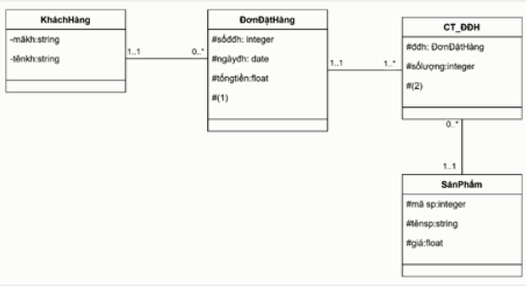 KháchHàng
-mãkh:string
-tênkh:string
1..1
0..*
ĐơnĐặtHàng
#sốđđh: integer
#ngàyđh: date
#tổngtiền:float
#(1)
1..1
1..*
CT_ĐĐH
#đđh: ĐơnĐặtHàng
#sốlượng:integer
#(2)
0..*
1..1
SảnPhẩm
#mã sp:integer
#tênsp:string
#giá:float